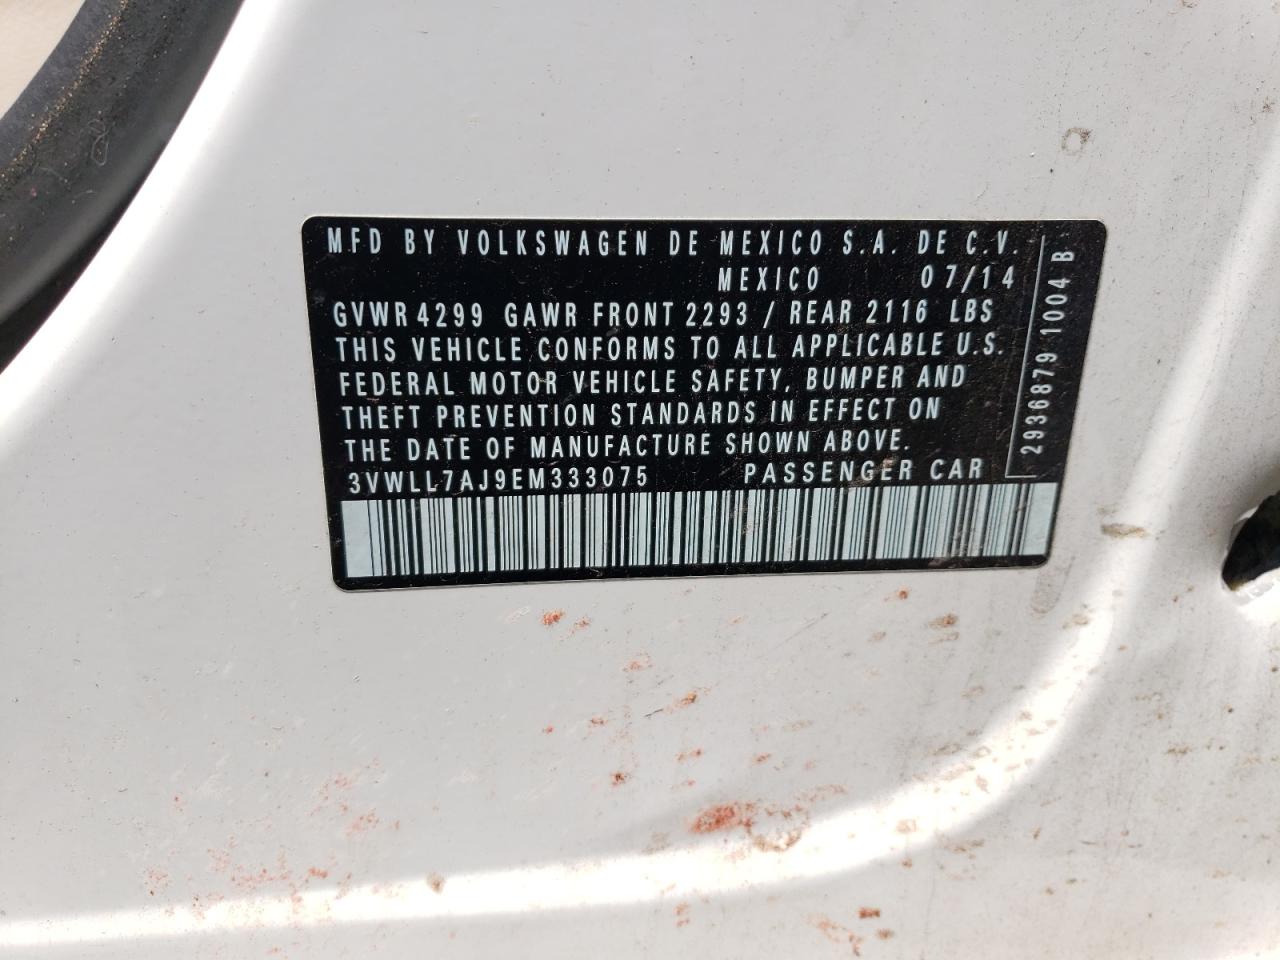 MFD BY VOLKSWAGEN DE MEXICO S.A. DE C.V.
MEXICO 07/14
GVWR 4299 GAWR FRONT 2293 / REAR 2116 LBS
THIS VEHICLE CONFORMS TO ALL APPLICABLE U.S.
FEDERAL MOTOR VEHICLE SAFETY, BUMPER AND
THEFT PREVENTION STANDARDS IN EFFECT ON
THE DATE OF MANUFACTURE SHOWN ABOVE.
3VWLL7AJ9EM333075 PASSENGER CAR
2936879 1004 B